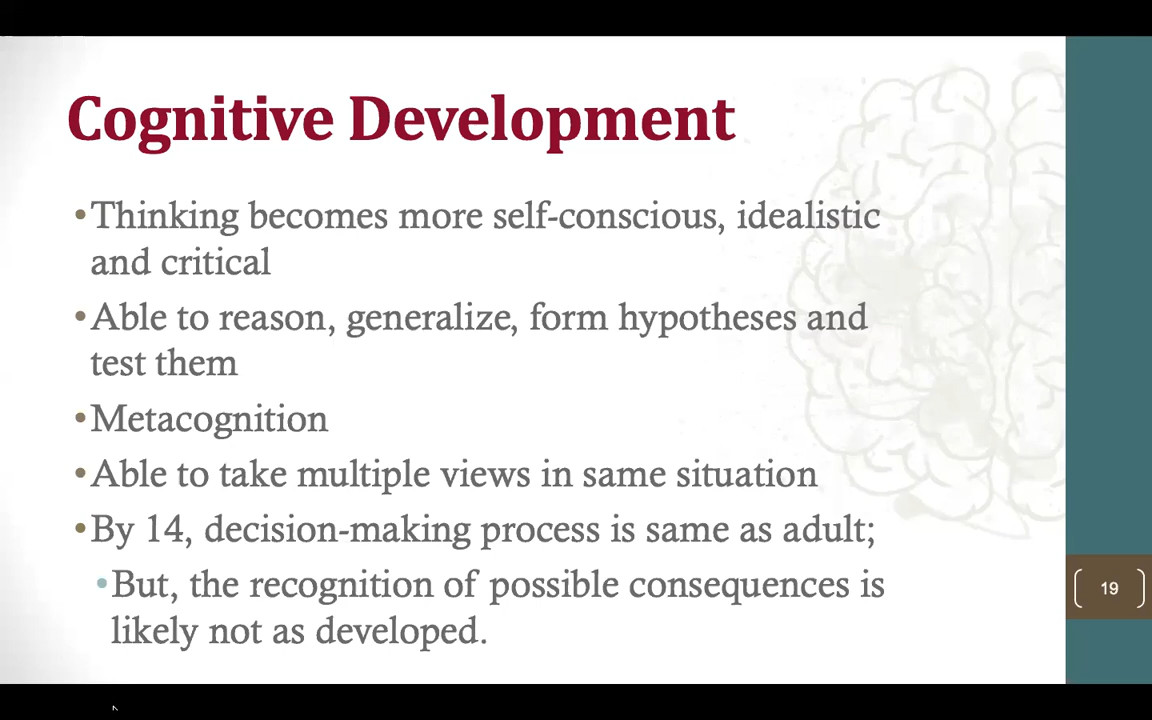 Cognitive Development
•Thinking becomes more self-conscious, idealistic
and critical
•Able to reason, generalize, form hypotheses and
test them
•Metacognition
•Able to take multiple views in same situation
•By 14, decision-making process is same as adult;
•But, the recognition of possible consequences is
likely not as developed.
19